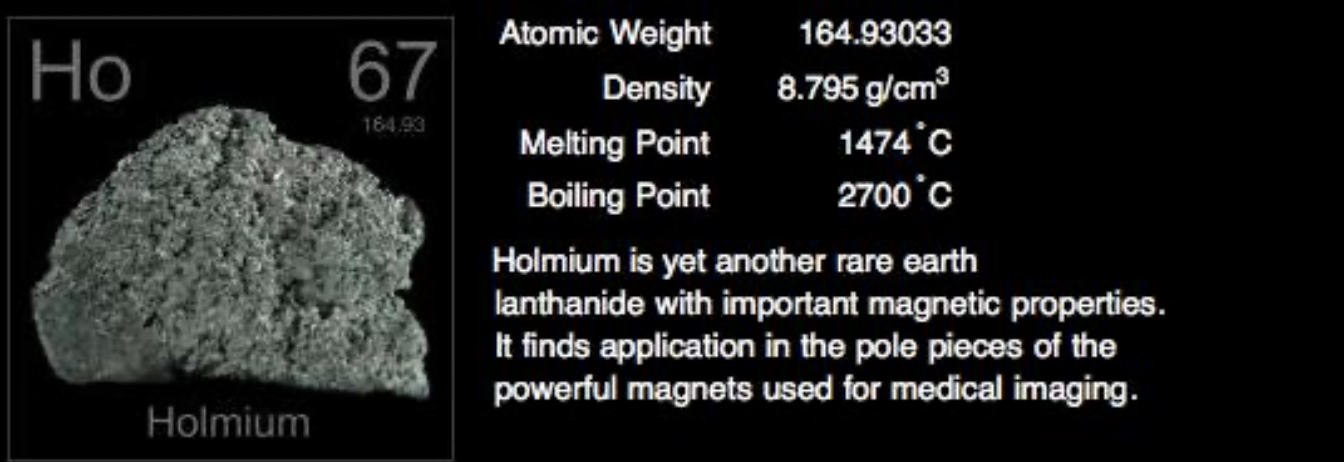 Ho 67
164.93
Holmium
Atomic Weight 164.93033
Density 8.795 g/cm³
Melting Point 1474 °C
Boiling Point 2700 °C
Holmium is yet another rare earth
lanthanide with important magnetic properties.
It finds application in the pole pieces of the
powerful magnets used for medical imaging.